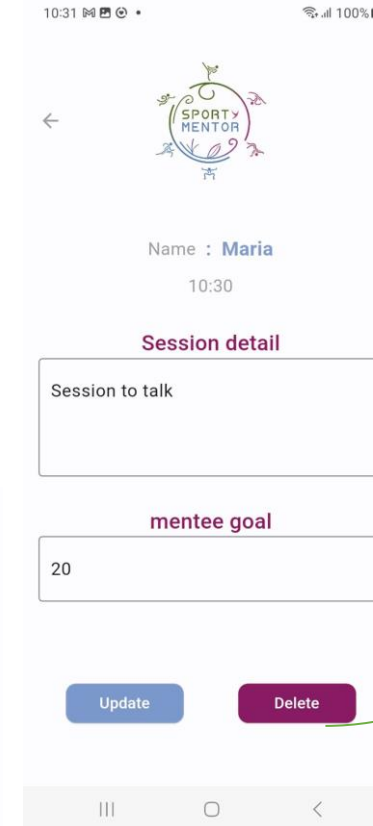 10:31
100%
SPORTY
MENTOR
Name : Maria
10:30
Session detail
Session to talk
mentee goal
20
Update
Delete